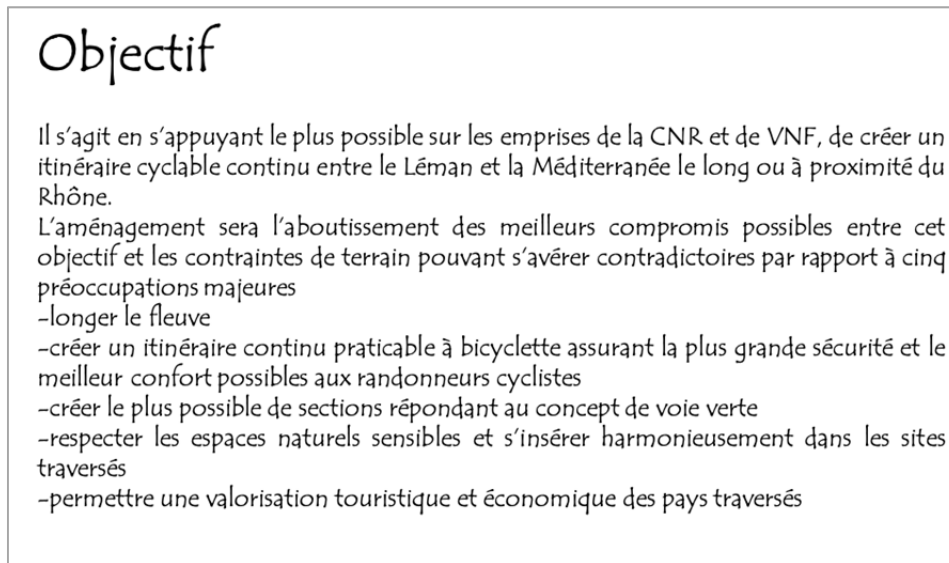 Objectif
Il s'agit en s'appuyant le plus possible sur les emprises de la CNR et de VNF, de créer un
itinéraire cyclable continu entre le Léman et la Méditerranée le long ou à proximité du
Rhône.
L'aménagement sera l'aboutissement des meilleurs compromis possibles entre cet
objectif et les contraintes de terrain pouvant s'avérer contradictoires par rapport à cinq
préoccupations majeures
-longer le fleuve
-créer un itinéraire continu praticable à bicyclette assurant la plus grande sécurité et le
meilleur confort possibles aux randonneurs cyclistes
-créer le plus possible de sections répondant au concept de voie verte
-respecter les espaces naturels sensibles et s'insérer harmonieusement dans les sites
traversés
-permettre une valorisation touristique et économique des pays traversés